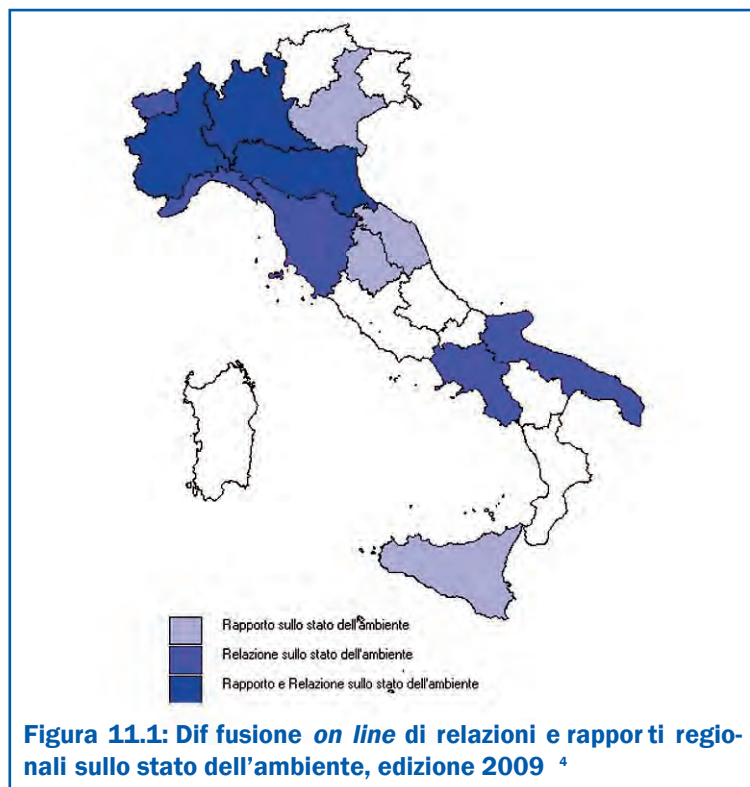 Rapporto sullo stato dell'ambiente
Relazione sullo stato dell'ambiente
Rapporto e Relazione sullo stato dell'ambiente
Figura 11.1: Dif fusione on line di relazioni e rappor ti regio-
nali sullo stato dell'ambiente, edizione 2009 4